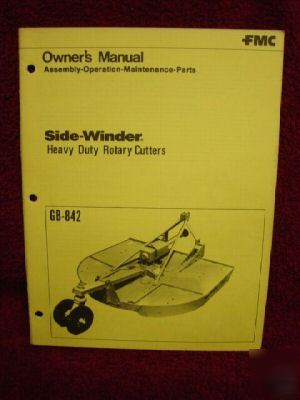 FMC
Owner's Manual
Assembly-Operation-Maintenance-Parts
Side-Winder.
Heavy Duty Rotary Cutters
GB-842